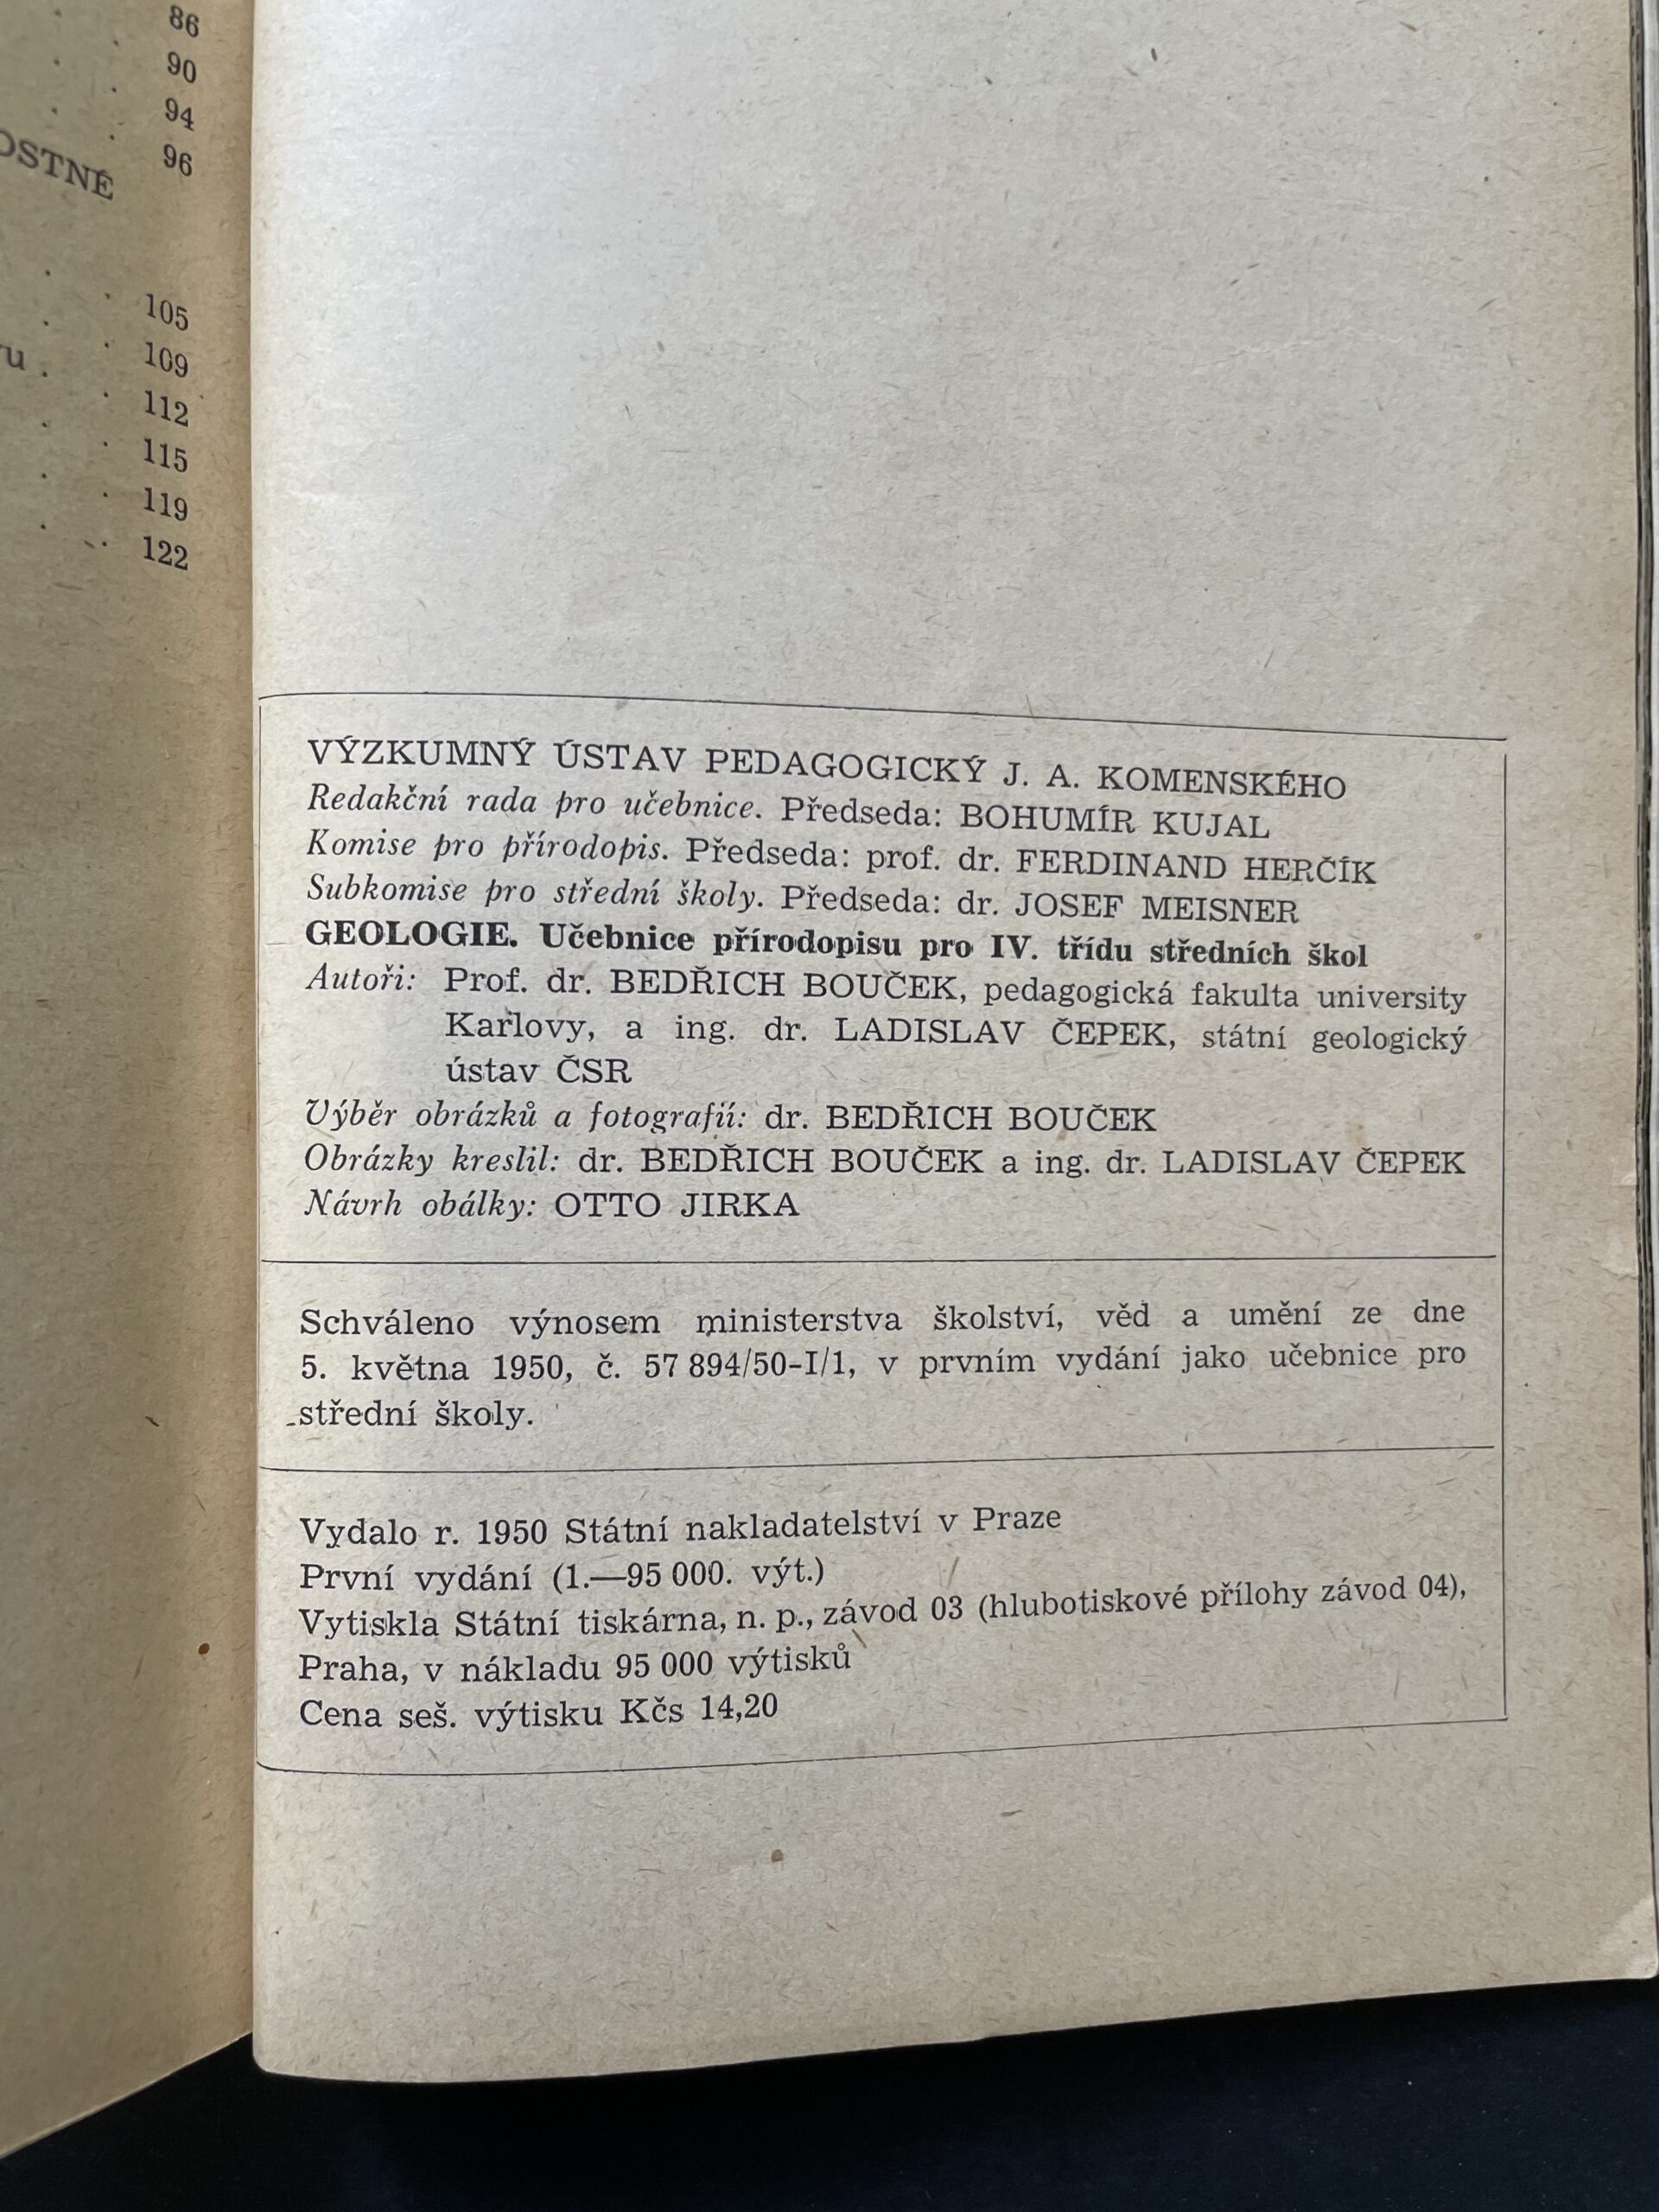 86
90
94
96
105
109
112
115
119
122
VÝZKUMNÝ ÚSTAV PEDAGOGICKÝ J. A. KOMENSKÉHO
Redakční rada pro učebnice. Předseda: BOHUMÍR KUJAL
Komise pro přírodopis. Předseda: prof. dr. FERDINAND HERČÍK
Subkomise pro střední školy. Předseda: dr. JOSEF MEISNER
GEOLOGIE. Učebnice přírodopisu pro IV. třídu středních škol
Autoři: Prof. dr. BEDŘICH BOUČEK, pedagogická fakulta university
Karlovy, a ing. dr. LADISLAV ČEPEK, státní geologický
ústav ČSR
Výběr obrázků a fotografií: dr. BEDŘICH BOUČEK
Obrázky kreslil: dr. BEDŘICH BOUČEK a ing. dr. LADISLAV ČEPEK
Návrh obálky: OTTO JIRKA
Schváleno výnosem ministerstva školství, věd a umění ze dne
5. května 1950, č. 57 894/50-I/1, v prvním vydání jako učebnice pro
střední školy.
Vydalo r. 1950 Státní nakladatelství v Praze
První vydání (1.—95 000. výt.)
Vytiskla Státní tiskárna, n. p., závod 03 (hlubotiskové přílohy závod 04),
Praha, v nákladu 95 000 výtisků
Cena seš. výtisku Kčs 14,20